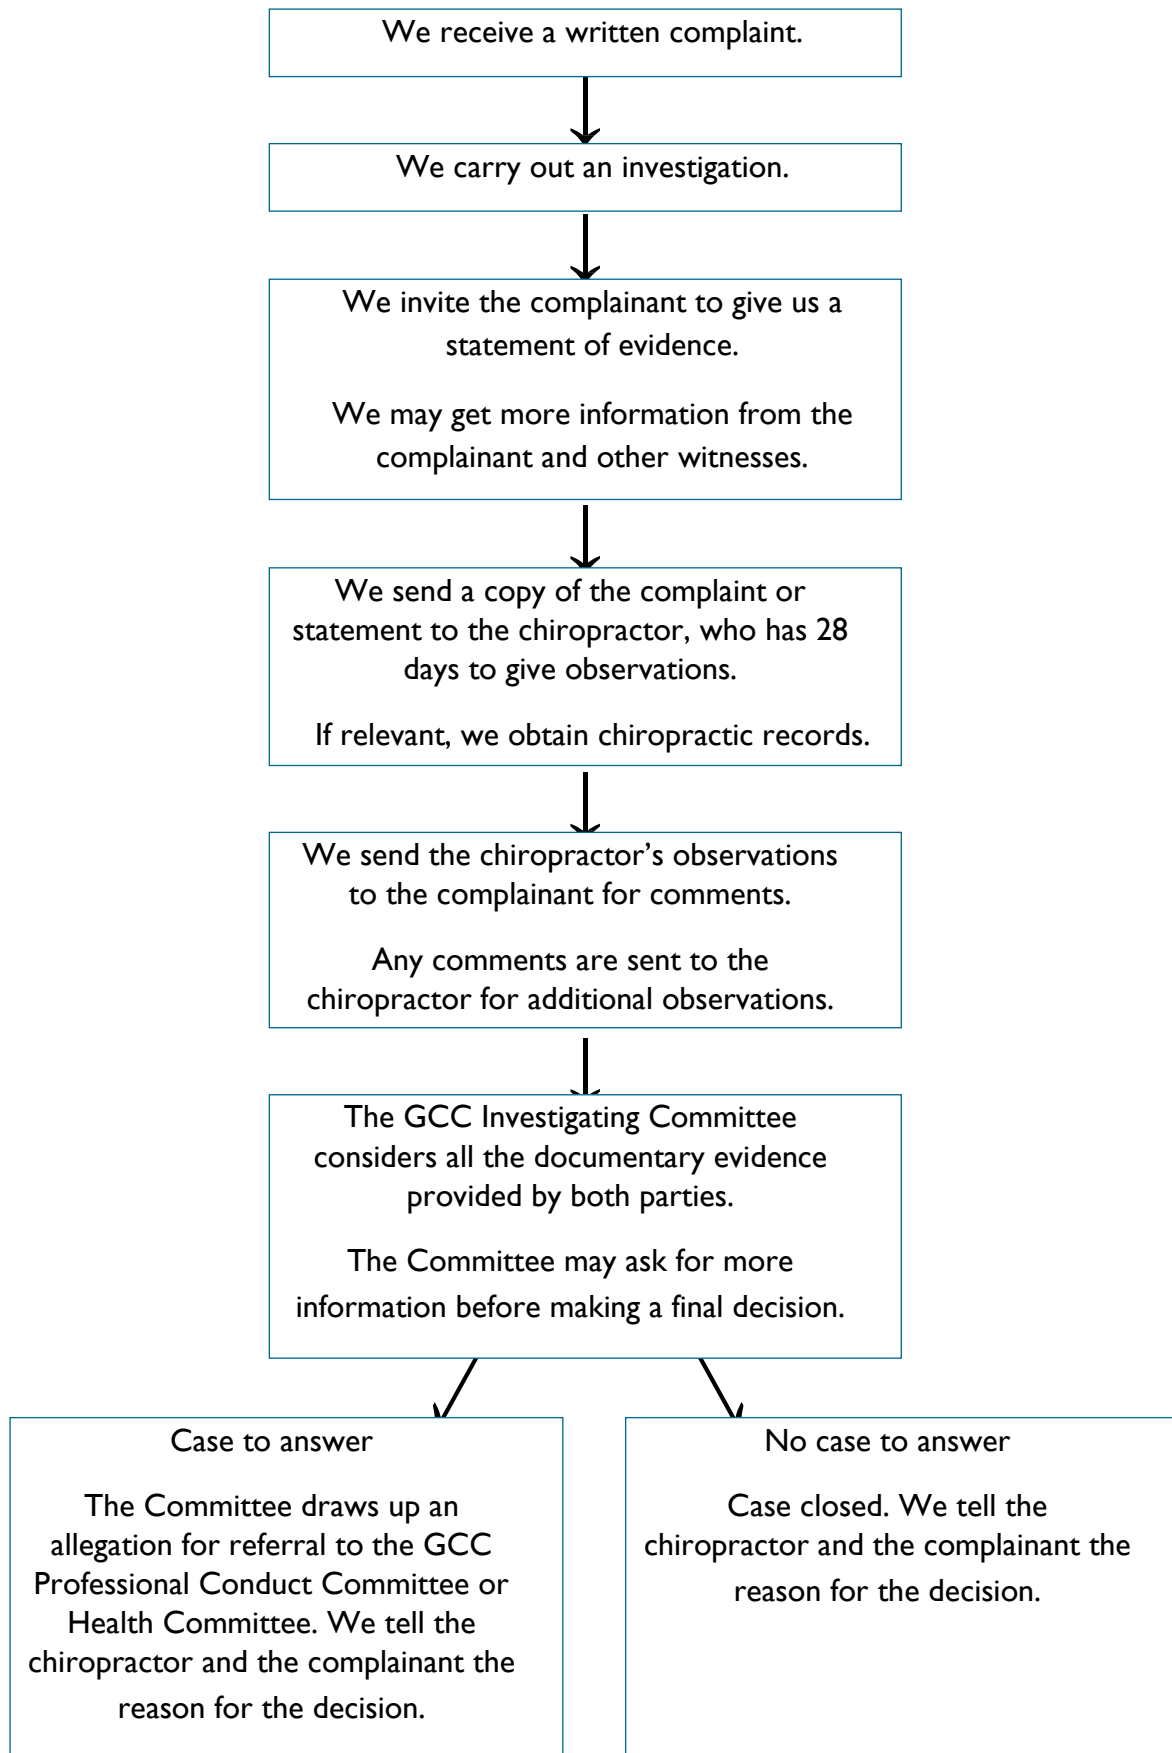 We receive a written complaint.
We carry out an investigation.
We invite the complainant to give us a
statement of evidence.
We may get more information from the
complainant and other witnesses.
We send a copy of the complaint or
statement to the chiropractor, who has 28
days to give observations.
If relevant, we obtain chiropractic records.
We send the chiropractor’s observations
to the complainant for comments.
Any comments are sent to the
chiropractor for additional observations.
The GCC Investigating Committee
considers all the documentary evidence
provided by both parties.
The Committee may ask for more
information before making a final decision.
Case to answer
The Committee draws up an
allegation for referral to the GCC
Professional Conduct Committee or
Health Committee. We tell the
chiropractor and the complainant the
reason for the decision.
No case to answer
Case closed. We tell the
chiropractor and the complainant the
reason for the decision.